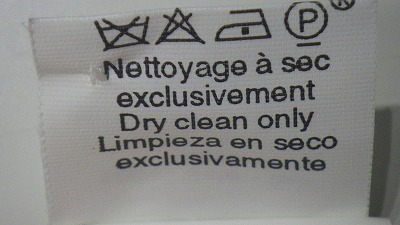 P ®
Nettoyage à sec
exclusivement
Dry clean only
Limpieza en seco
exclusivamente